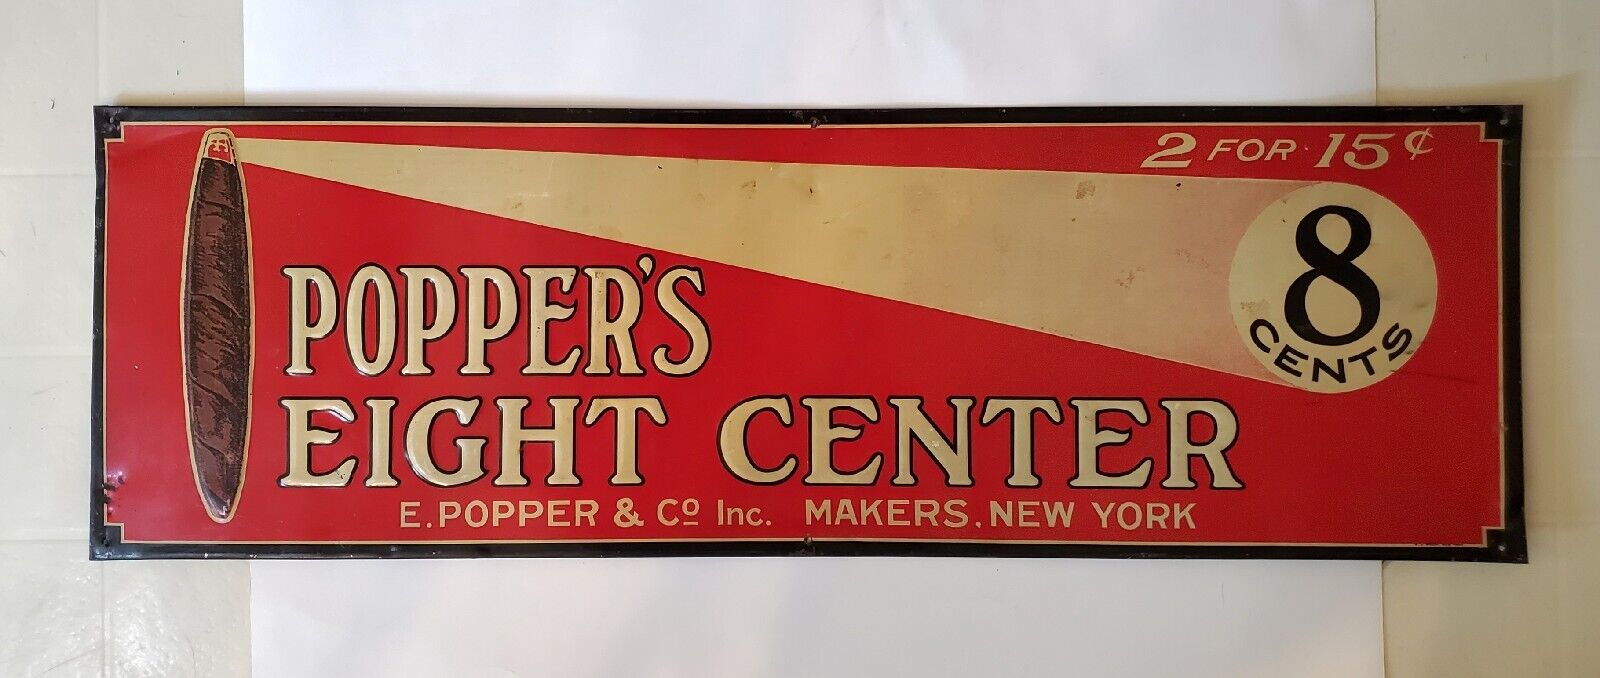 2 FOR 15¢
8
CENTS
POPPER'S
EIGHT CENTER
E. POPPER & Cº Inc. MAKERS, NEW YORK